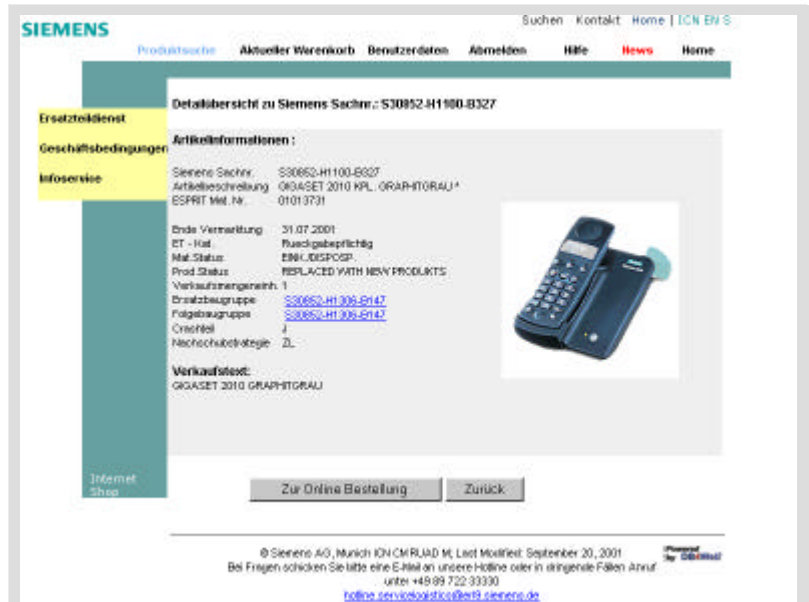 SIEMENS
Suchen Kontakt Home | ICN EN S
Produktsuche Aktueller Warenkorb Benutzerdaten Abmelden Hilfe News Home
Detailübersicht zu Siemens Sachnr.: S30852-H1100-B327
Ersatzteildienst
Geschäftsbedingungen
Infoservice
Artikelinformationen :
Siemens Sachnr. S30852-H1100-B327
Artikelbeschreibung GIGASET 2010 KPL. GRAPHITGRAU *
ESPRIT Mat. Nr. 01013731
Ende Vermarktung 31.07.2001
ET - Kat. Rueckgabepflichtig
Mat.Status EINK./DISPOSP.
Prod.Status REPLACED WITH NEW PRODUKTS
Verkaufsmengeneinh. 1
Ersatzbaugruppe S30852-H1306-B147
Folgebaugruppe S30852-H1306-B147
Crashteil J
Nachschubstrategie ZL
Verkaufstext:
GIGASET 2010 GRAPHITGRAU
Internet
Shop
Zur Online Bestellung Zurück
© Siemens AG, Munich ICN CM RUAD M, Last Modified: September 20, 2001
Bei Fragen schicken Sie bitte eine E-Mail an unsere Hotline oder in dringende Fällen Anruf
unter +49 89 722 33330
Powered
by